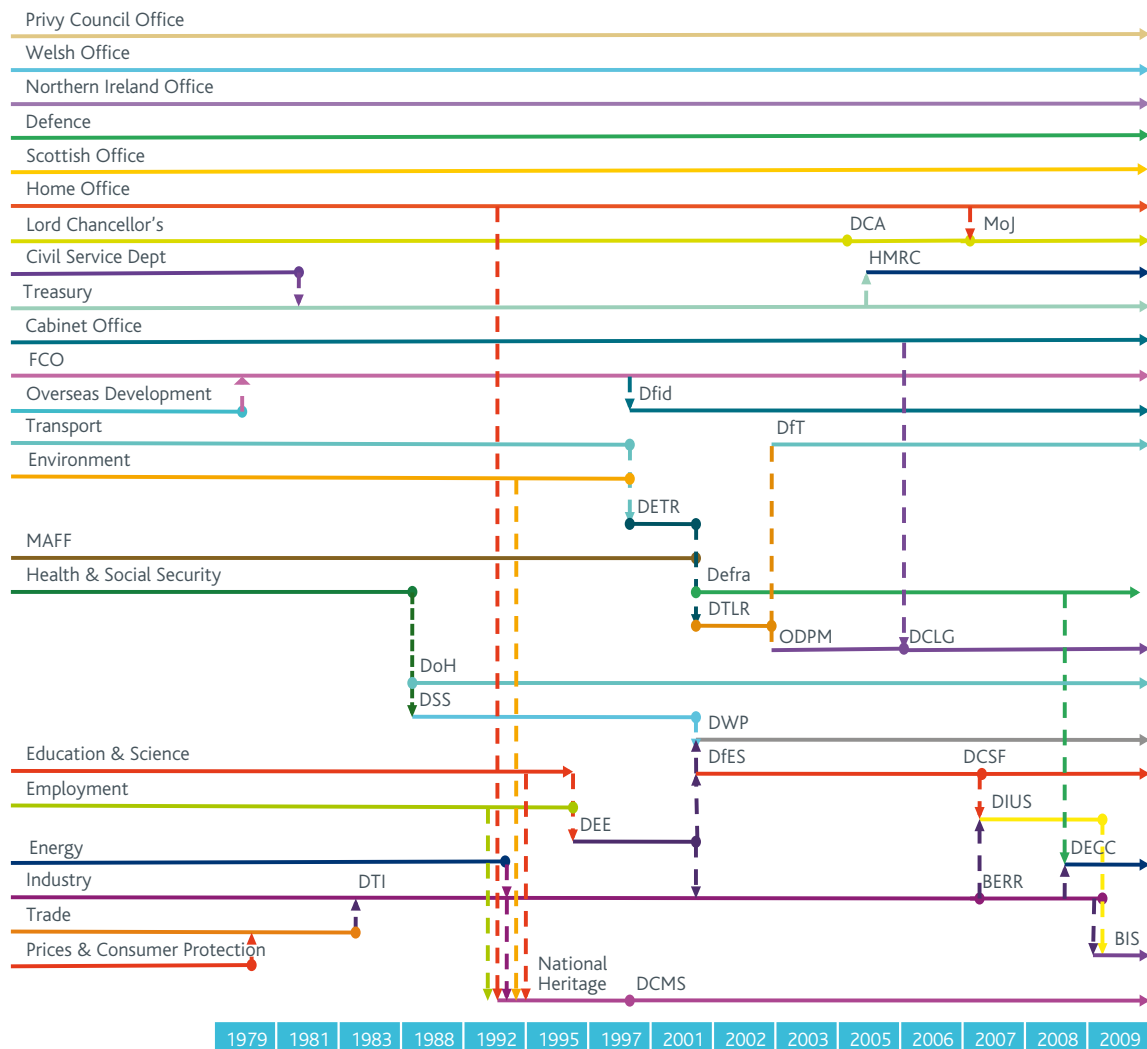 Privy Council Office
Welsh Office
Northern Ireland Office
Defence
Scottish Office
Home Office
Lord Chancellor's
DCA
MoJ
Civil Service Dept
HMRC
Treasury
Cabinet Office
FCO
Overseas Development
Dfid
Transport
DfT
Environment
DETR
MAFF
Health & Social Security
Defra
DTLR
ODPM
DCLG
DoH
DSS
DWP
Education & Science
DfES
DCSF
Employment
DIUS
DEE
Energy
DECC
Industry
DTI
BERR
Trade
BIS
Prices & Consumer Protection
National
Heritage
DCMS
1979 1981 1983 1988 1992 1995 1997 2001 2002 2003 2005 2006 2007 2008 2009